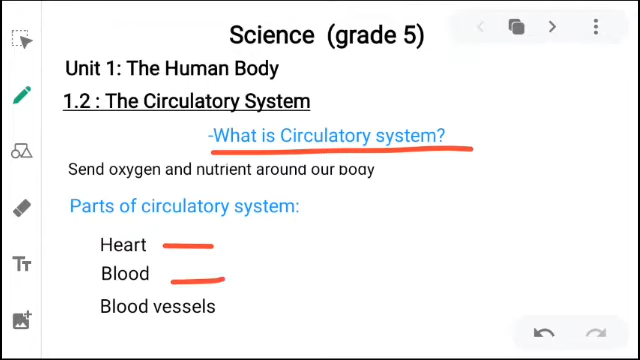 Science (grade 5)
Unit 1: The Human Body
1.2 : The Circulatory System
-What is Circulatory system?
Send oxygen and nutrient around our body
Parts of circulatory system:
Heart
Blood
Blood vessels
Tт